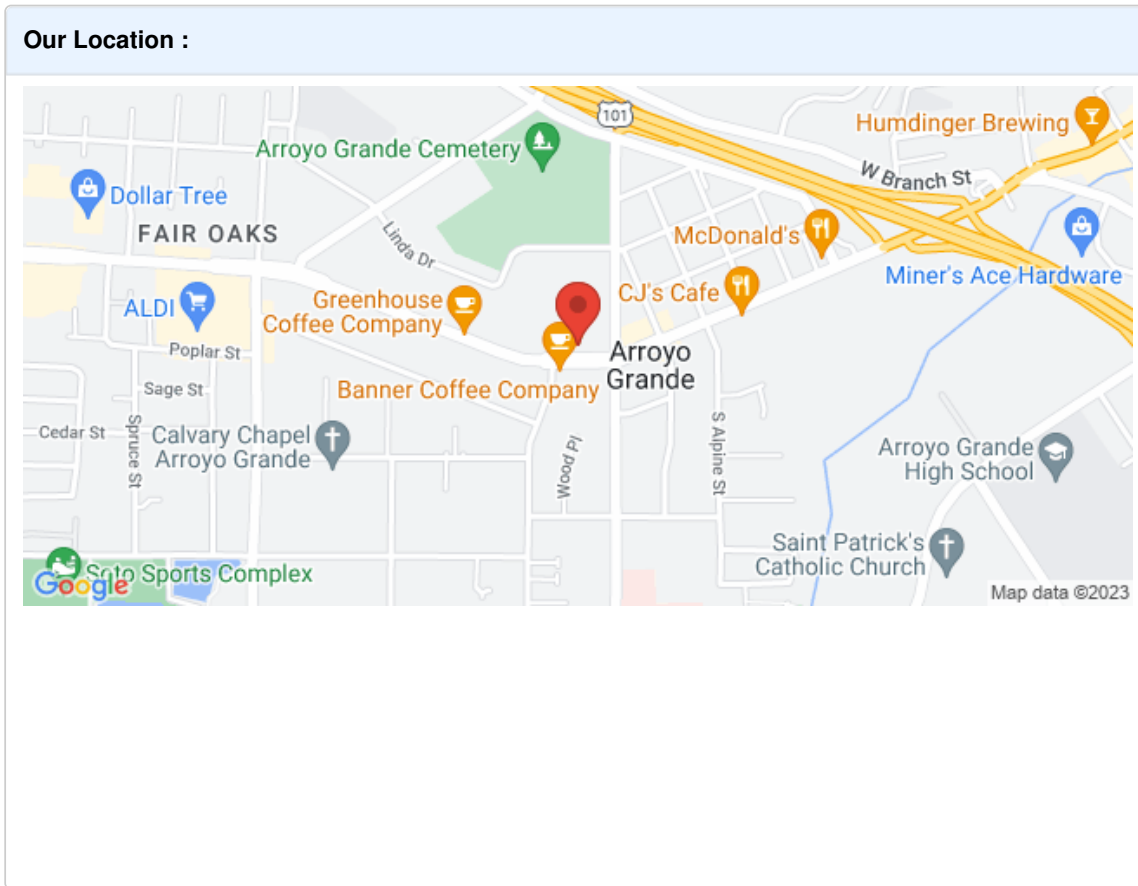 Our Location :
101
Humdinger Brewing
Arroyo Grande Cemetery
W Branch St
Dollar Tree
FAIR OAKS
Linda Dr
McDonald's
Miner's Ace Hardware
CJ's Cafe
Greenhouse
Coffee Company
ALDI
Poplar St
Arroyo
Grande
Banner Coffee Company
Sage St
Cedar St
Spruce St
Calvary Chapel
Arroyo Grande
Wood Pl
S Alpine St
Arroyo Grande
High School
Saint Patrick's
Catholic Church
Soto Sports Complex
Google
Map data ©2023